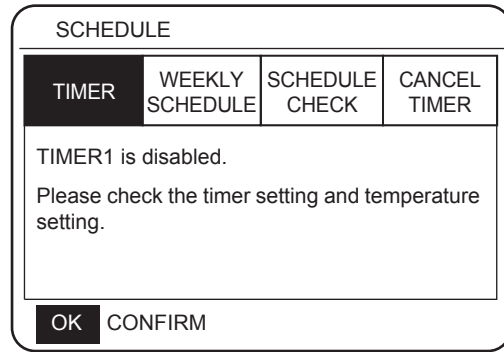 SCHEDULE
TIMER
WEEKLY
SCHEDULE
SCHEDULE
CHECK
CANCEL
TIMER
TIMER1 is disabled.
Please check the timer setting and temperature
setting.
OK CONFIRM